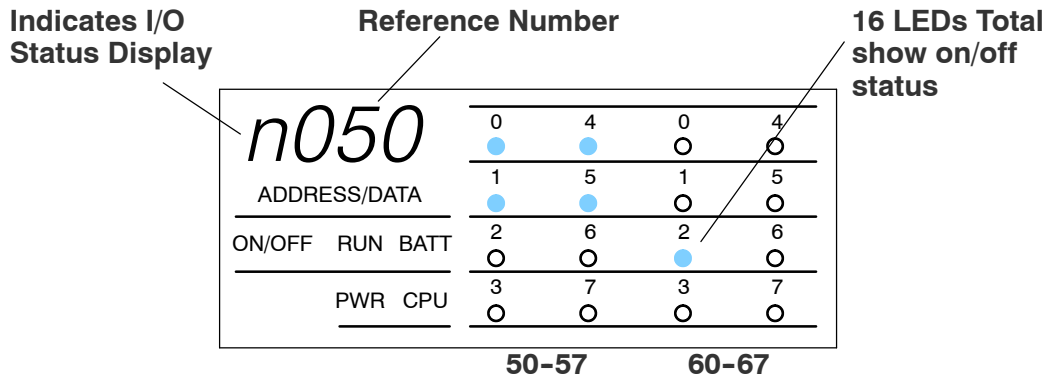 Indicates I/O
Status Display
Reference Number
16 LEDs Total
show on/off
status
n050
ADDRESS/DATA
ON/OFF RUN BATT
PWR CPU
0 4 0 4
1 5 1 5
2 6 2 6
3 7 3 7
50-57 60-67